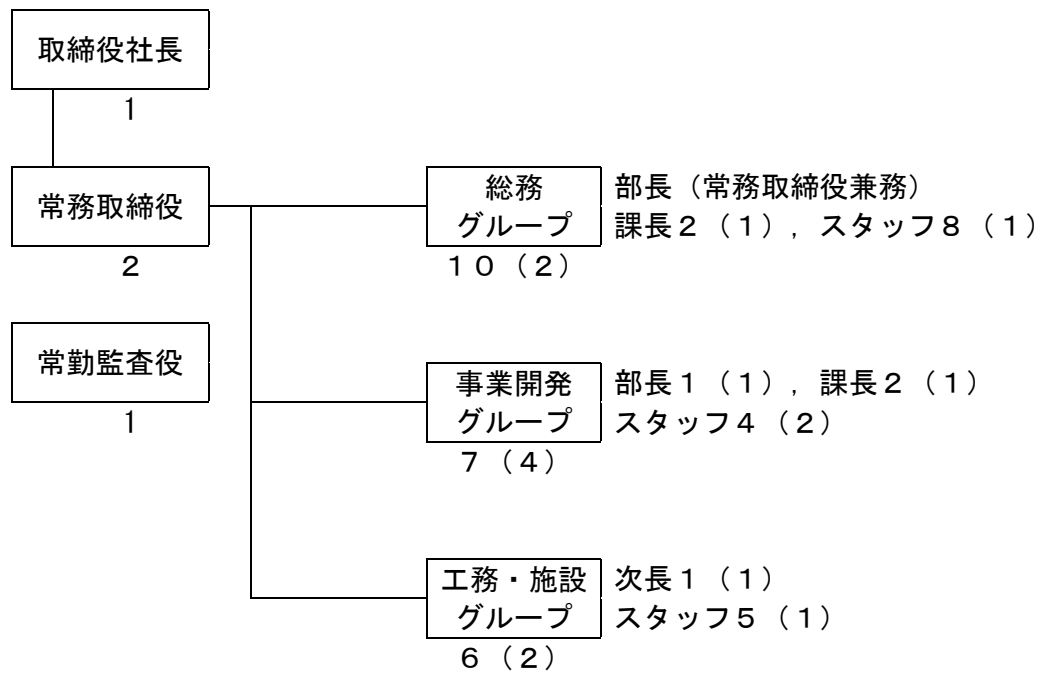 取締役社長
1
常務取締役
2
常勤監査役
1
総務
グループ
１０（２）
部長（常務取締役兼務）
課長２（１），スタッフ８（１）
事業開発
グループ
７（４）
部長１（１），課長２（１）
スタッフ４（２）
工務・施設
グループ
６（２）
次長１（１）
スタッフ５（１）